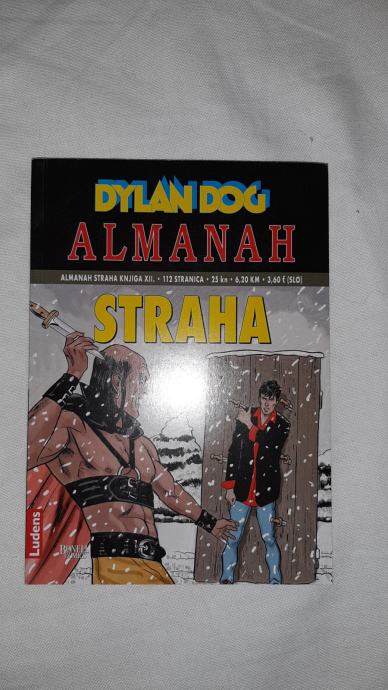 DYLAN DOG
ALMANAH
ALMANAH STRAHA KNJIGA XII. • 112 STRANICA • 25 kn • 6,20 KM • 3,60 € (SLO)
STRAHA
Ludens